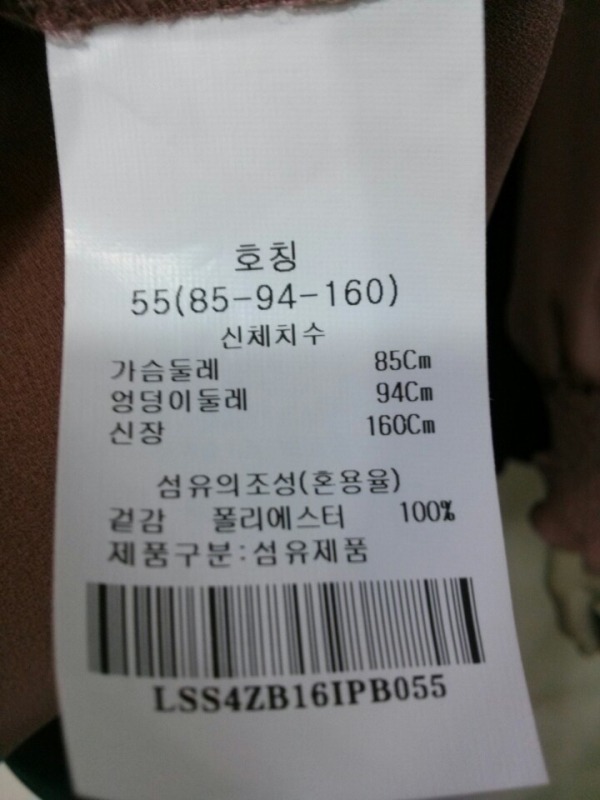 호칭
55(85-94-160)
신체치수
가슴둘레 85Cm
엉덩이둘레 94Cm
신장 160Cm
섬유의조성(혼용율)
겉감 폴리에스터 100%
제품구분:섬유제품
LSS4ZB16IPB055